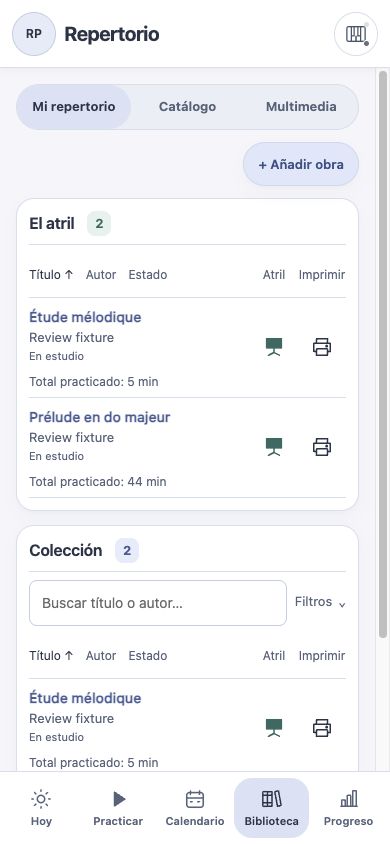 RP Repertorio
Mi repertorio Catálogo Multimedia
+ Añadir obra
El atril 2
Título ↑ Autor Estado Atril Imprimir
Étude mélodique
Review fixture
En estudio
Total practicado: 5 min
Prélude en do majeur
Review fixture
En estudio
Total practicado: 44 min
Colección 2
Buscar título o autor...
Filtros
Título ↑ Autor Estado Atril Imprimir
Étude mélodique
Review fixture
En estudio
Total practicado: 5 min
Hoy Practicar Calendario Biblioteca Progreso